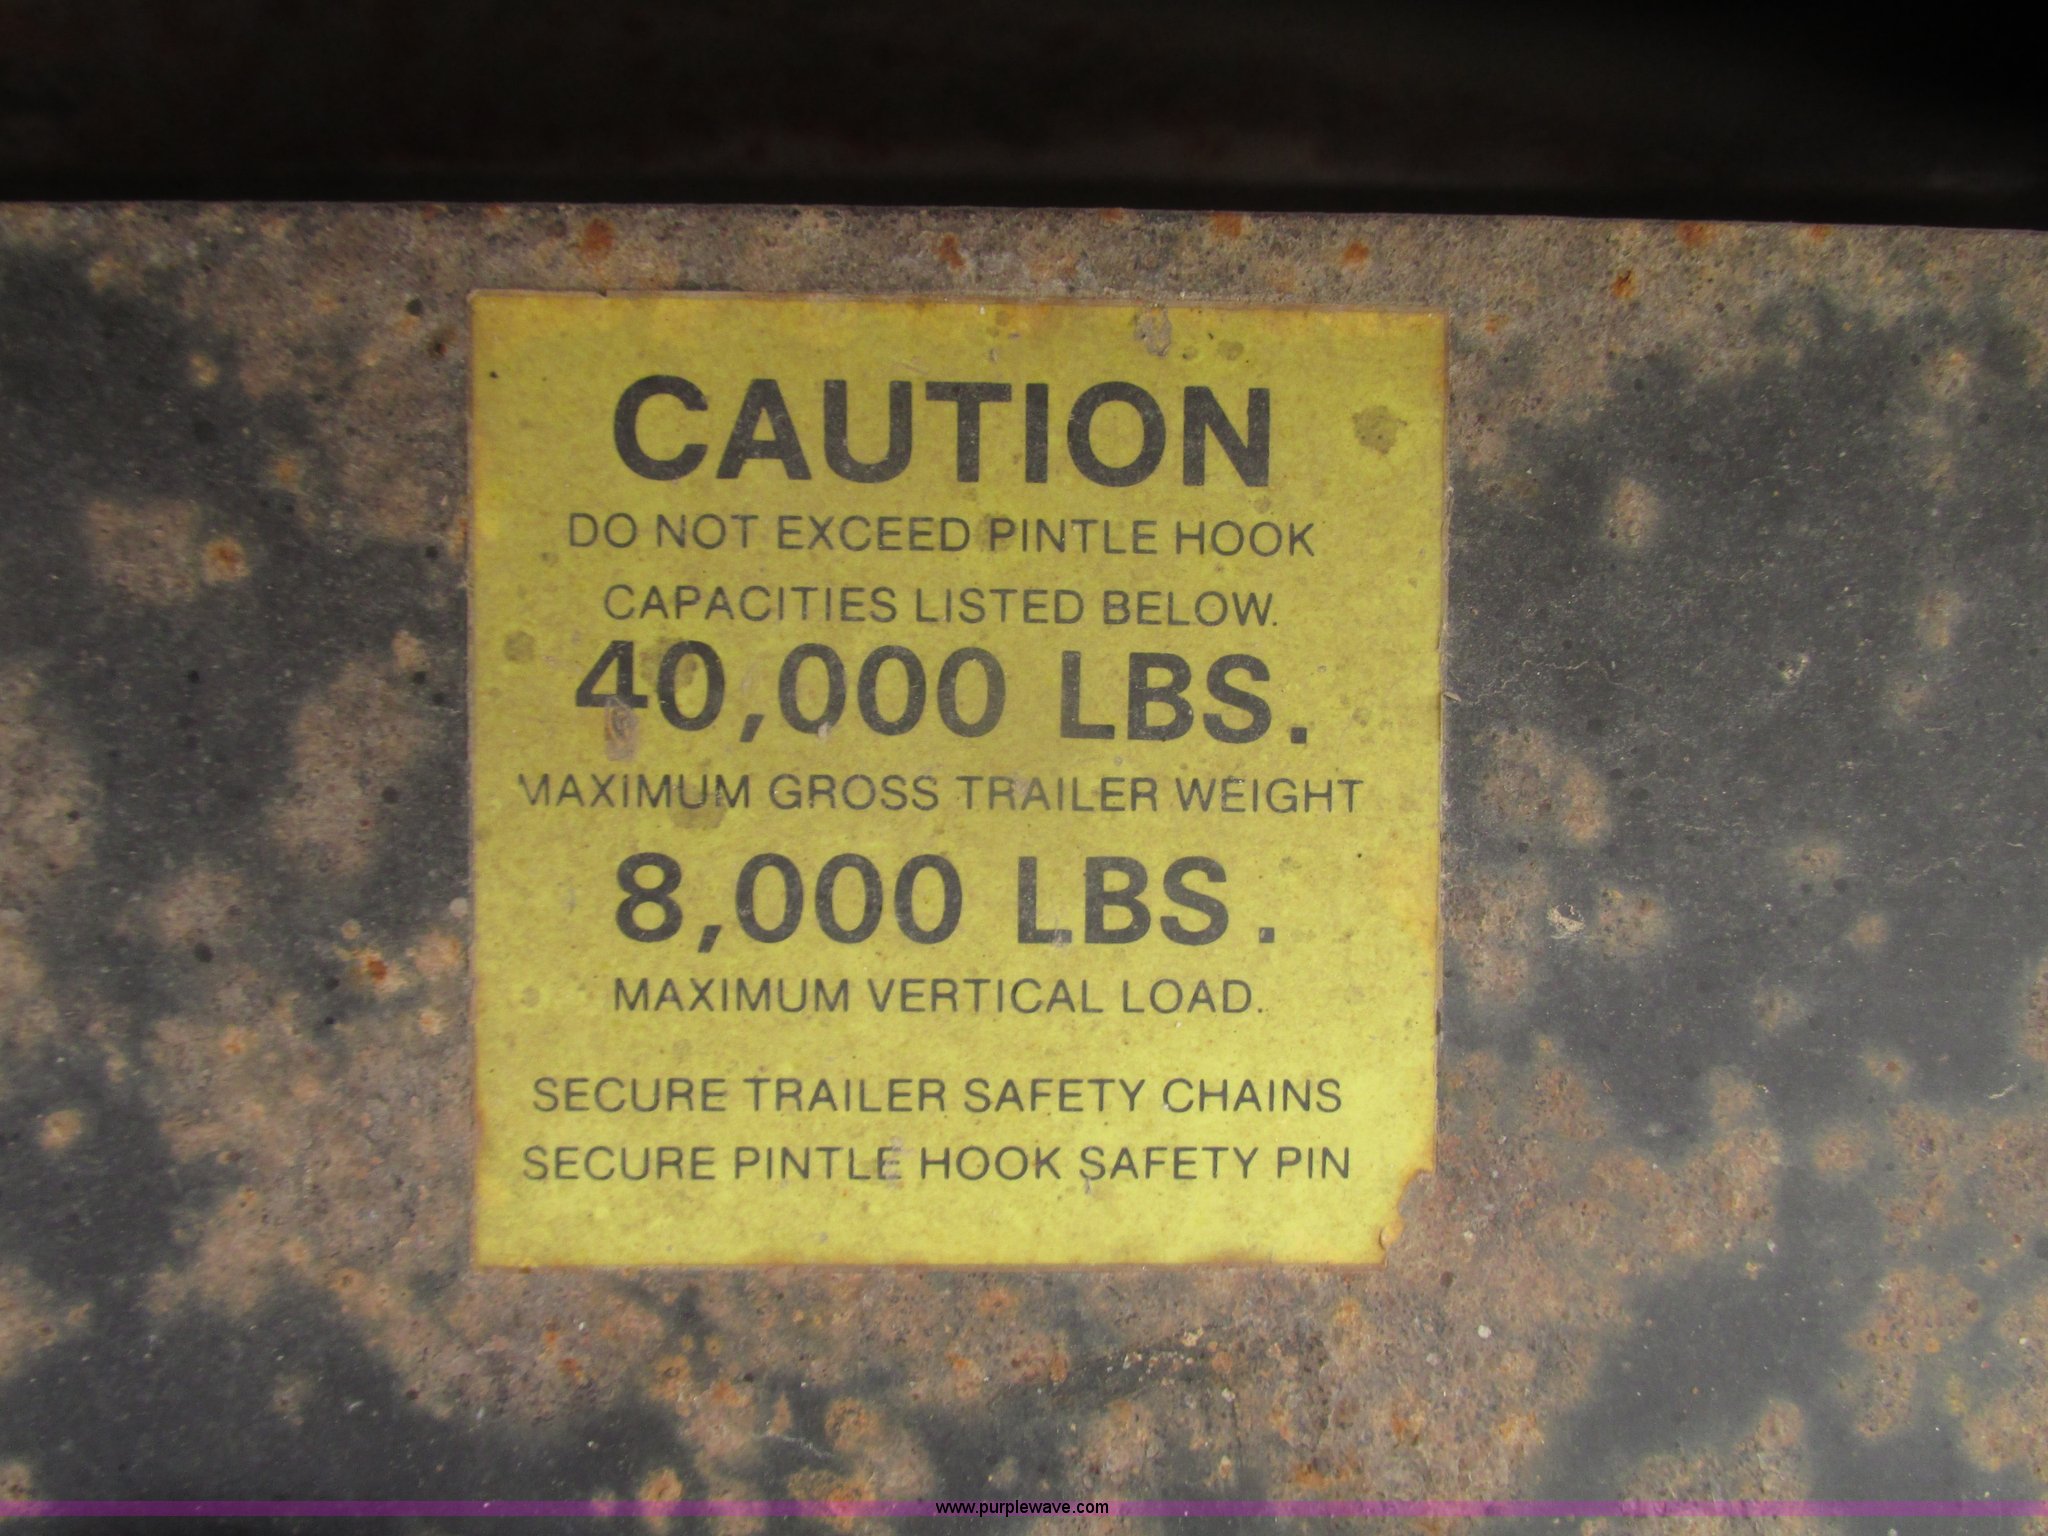 CAUTION
DO NOT EXCEED PINTLE HOOK
CAPACITIES LISTED BELOW.
40,000 LBS.
MAXIMUM GROSS TRAILER WEIGHT
8,000 LBS.
MAXIMUM VERTICAL LOAD.
SECURE TRAILER SAFETY CHAINS
SECURE PINTLE HOOK SAFETY PIN
www.purplewave.com